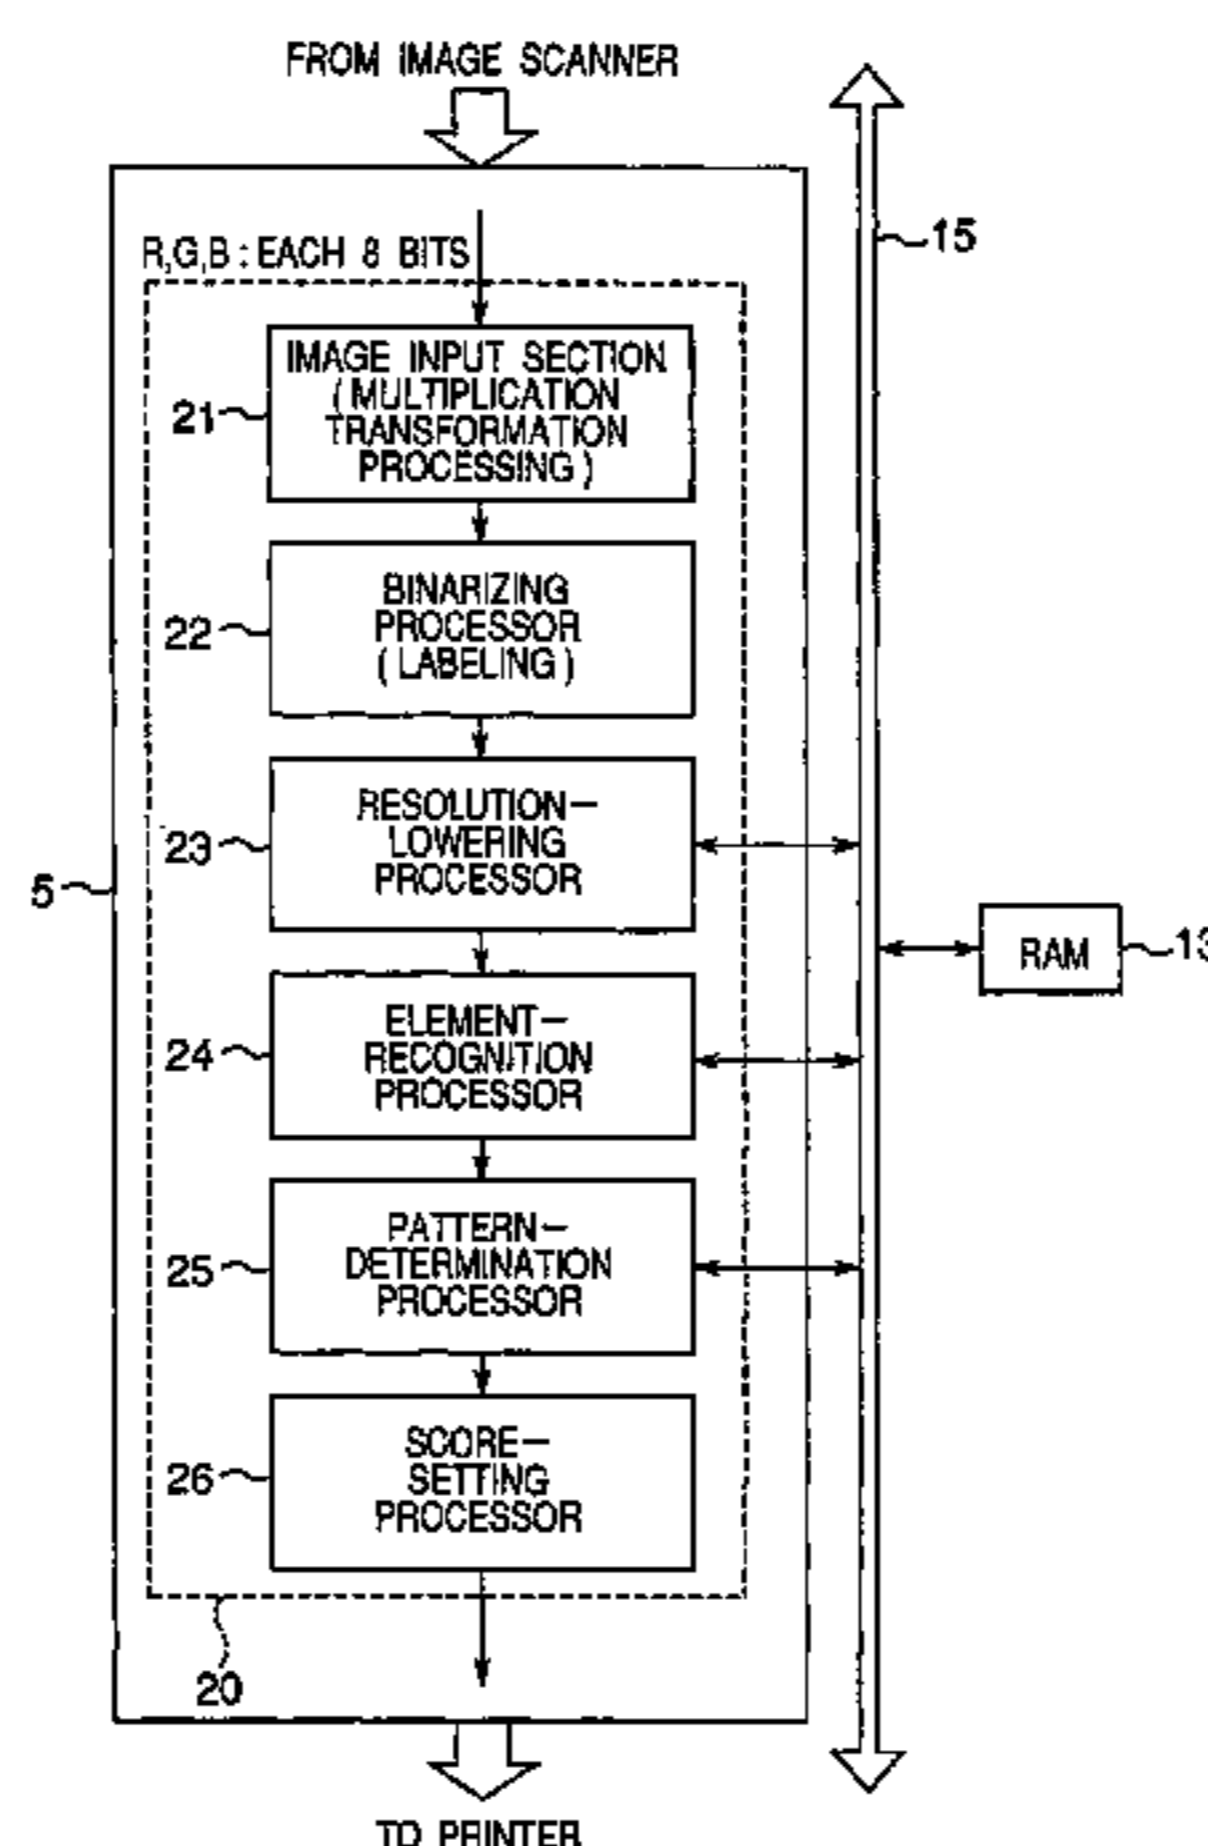 FROM IMAGE SCANNER
15
R,G,B : EACH 8 BITS
IMAGE INPUT SECTION
( MULTIPLICATION
TRANSFORMATION
PROCESSING )
21
BINARIZING
PROCESSOR
( LABELING )
22
RESOLUTION-
LOWERING
PROCESSOR
23
5
RAM
13
ELEMENT-
RECOGNITION
PROCESSOR
24
PATTERN-
DETERMINATION
PROCESSOR
25
SCORE-
SETTING
PROCESSOR
26
20
TO PRINTER